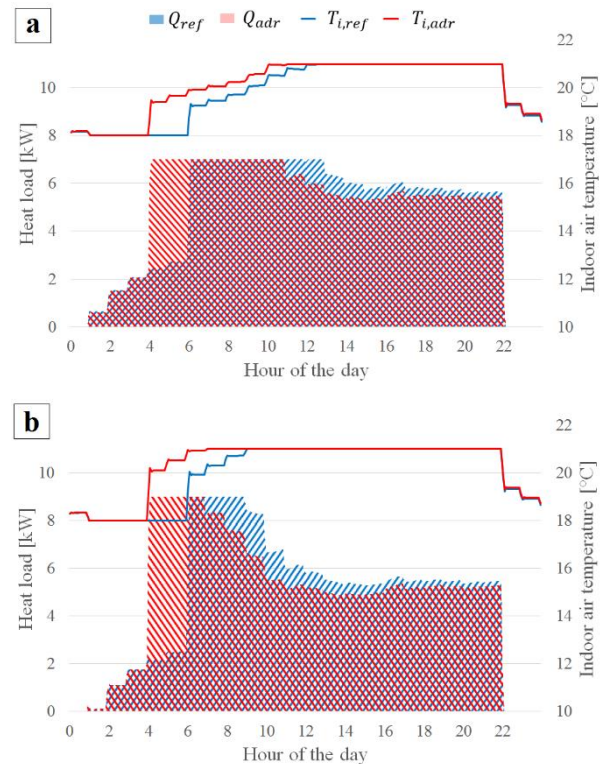 a
Q_ref Q_adr T_i,ref T_i,adr
Heat load [kW]
10
8
6
4
2
0
22
20
18
16
14
12
10
Indoor air temperature [°C]
0 2 4 6 8 10 12 14 16 18 20 22
Hour of the day
b
Heat load [kW]
10
8
6
4
2
0
22
20
18
16
14
12
10
Indoor air temperature [°C]
0 2 4 6 8 10 12 14 16 18 20 22
Hour of the day